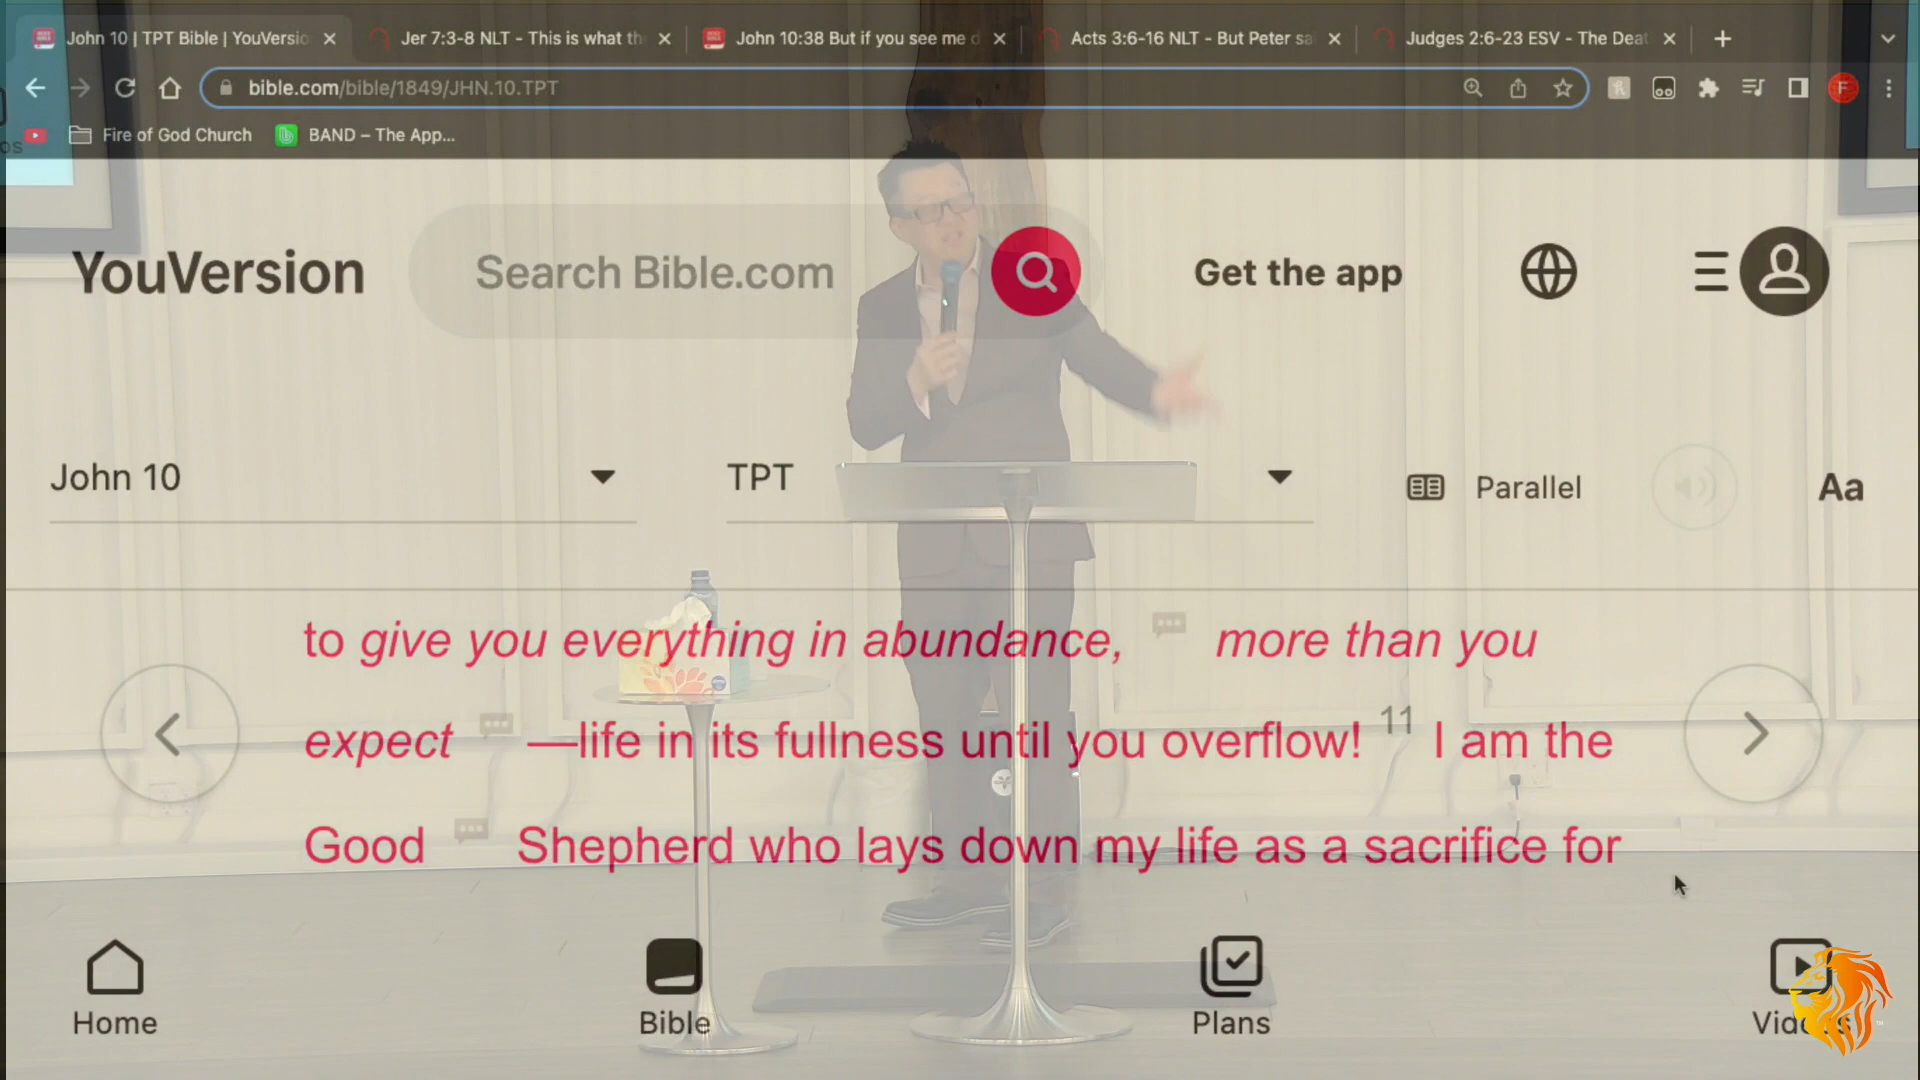 John 10 | TPT Bible | YouVersio
Jer 7:3-8 NLT - This is what th
John 10:38 But if you see me d
Acts 3:6-16 NLT - But Peter sa
Judges 2:6-23 ESV - The Deat
bible.com/bible/1849/JHN.10.TPT
os
Fire of God Church
BAND – The App...
F
YouVersion
Search Bible.com
Get the app
John 10
TPT
Parallel
Aa
to give you everything in abundance, more than you
expect —life in its fullness until you overflow! 11 I am the
Good Shepherd who lays down my life as a sacrifice for
Home
Bible
Plans